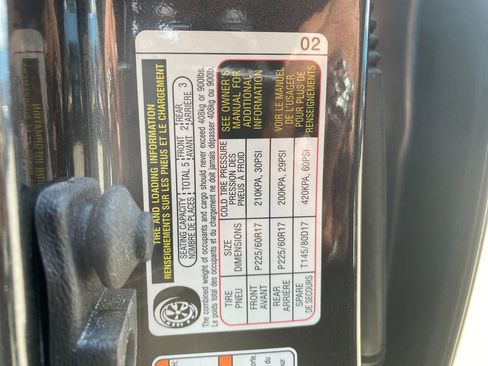 02
TIRE AND LOADING INFORMATION
RENSEIGNEMENTS SUR LES PNEUS ET LE CHARGEMENT
SEATING CAPACITY TOTAL 5 FRONT 2 REAR 3
NOMBRE DE PLACES AVANT ARRIÈRE
The combined weight of occupants and cargo should never exceed 408kg or 900lbs.
Le poids total des occupants et du chargement ne doit jamais dépasser 408kg ou 900lb.
TIRE SIZE COLD TIRE PRESSURE
PNEU DIMENSIONS PRESSION DES PNEUS À FROID
FRONT AVANT P225/60R17 210KPA, 30PSI
REAR ARRIÈRE P225/60R17 200KPA, 29PSI
SPARE DE SECOURS T145/80D17 420KPA, 60PSI
SEE OWNER'S
MANUAL FOR
ADDITIONAL
INFORMATION
VOIR LE MANUEL
DE L'USAGER
POUR PLUS DE
RENSEIGNEMENTS